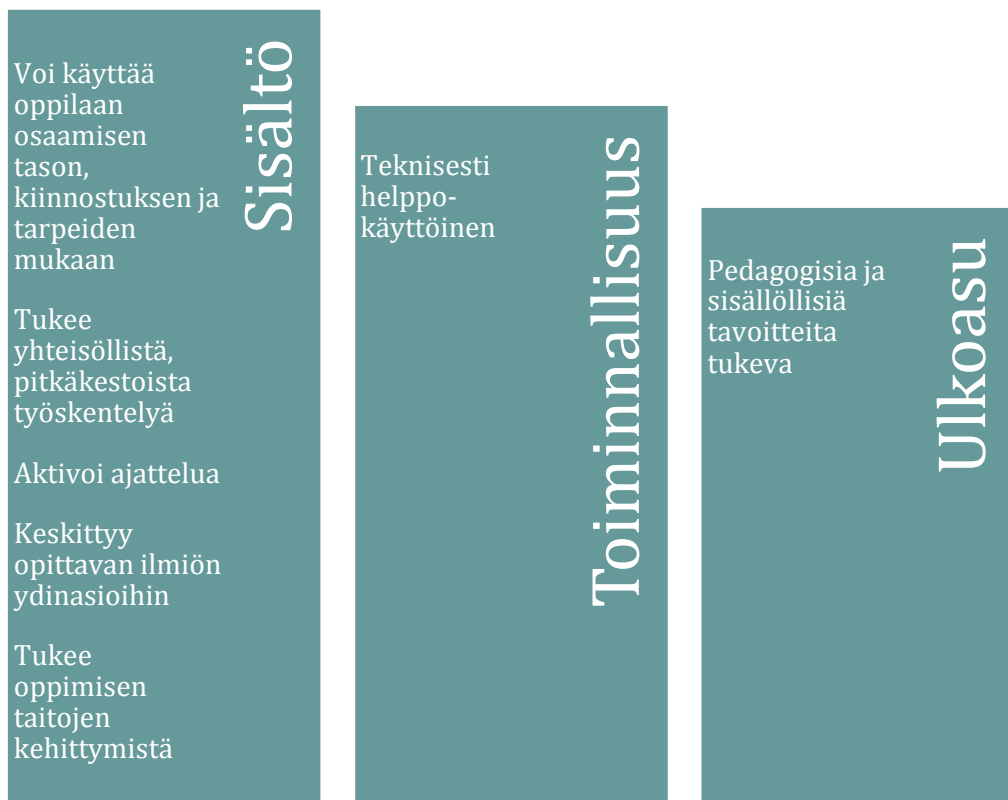 Sisältö
Voi käyttää
oppilaan
osaamisen
tason,
kiinnostuksen ja
tarpeiden
mukaan
Tukee
yhteisöllistä,
pitkäkestoista
työskentelyä
Aktivoi ajattelua
Keskittyy
opittavan ilmiön
ydinasioihin
Tukee
oppimisen
taitojen
kehittymistä
Toiminnallisuus
Teknisesti
helppo-
käyttöinen
Ulkoasu
Pedagogisia ja
sisällöllisiä
tavoitteita
tukeva